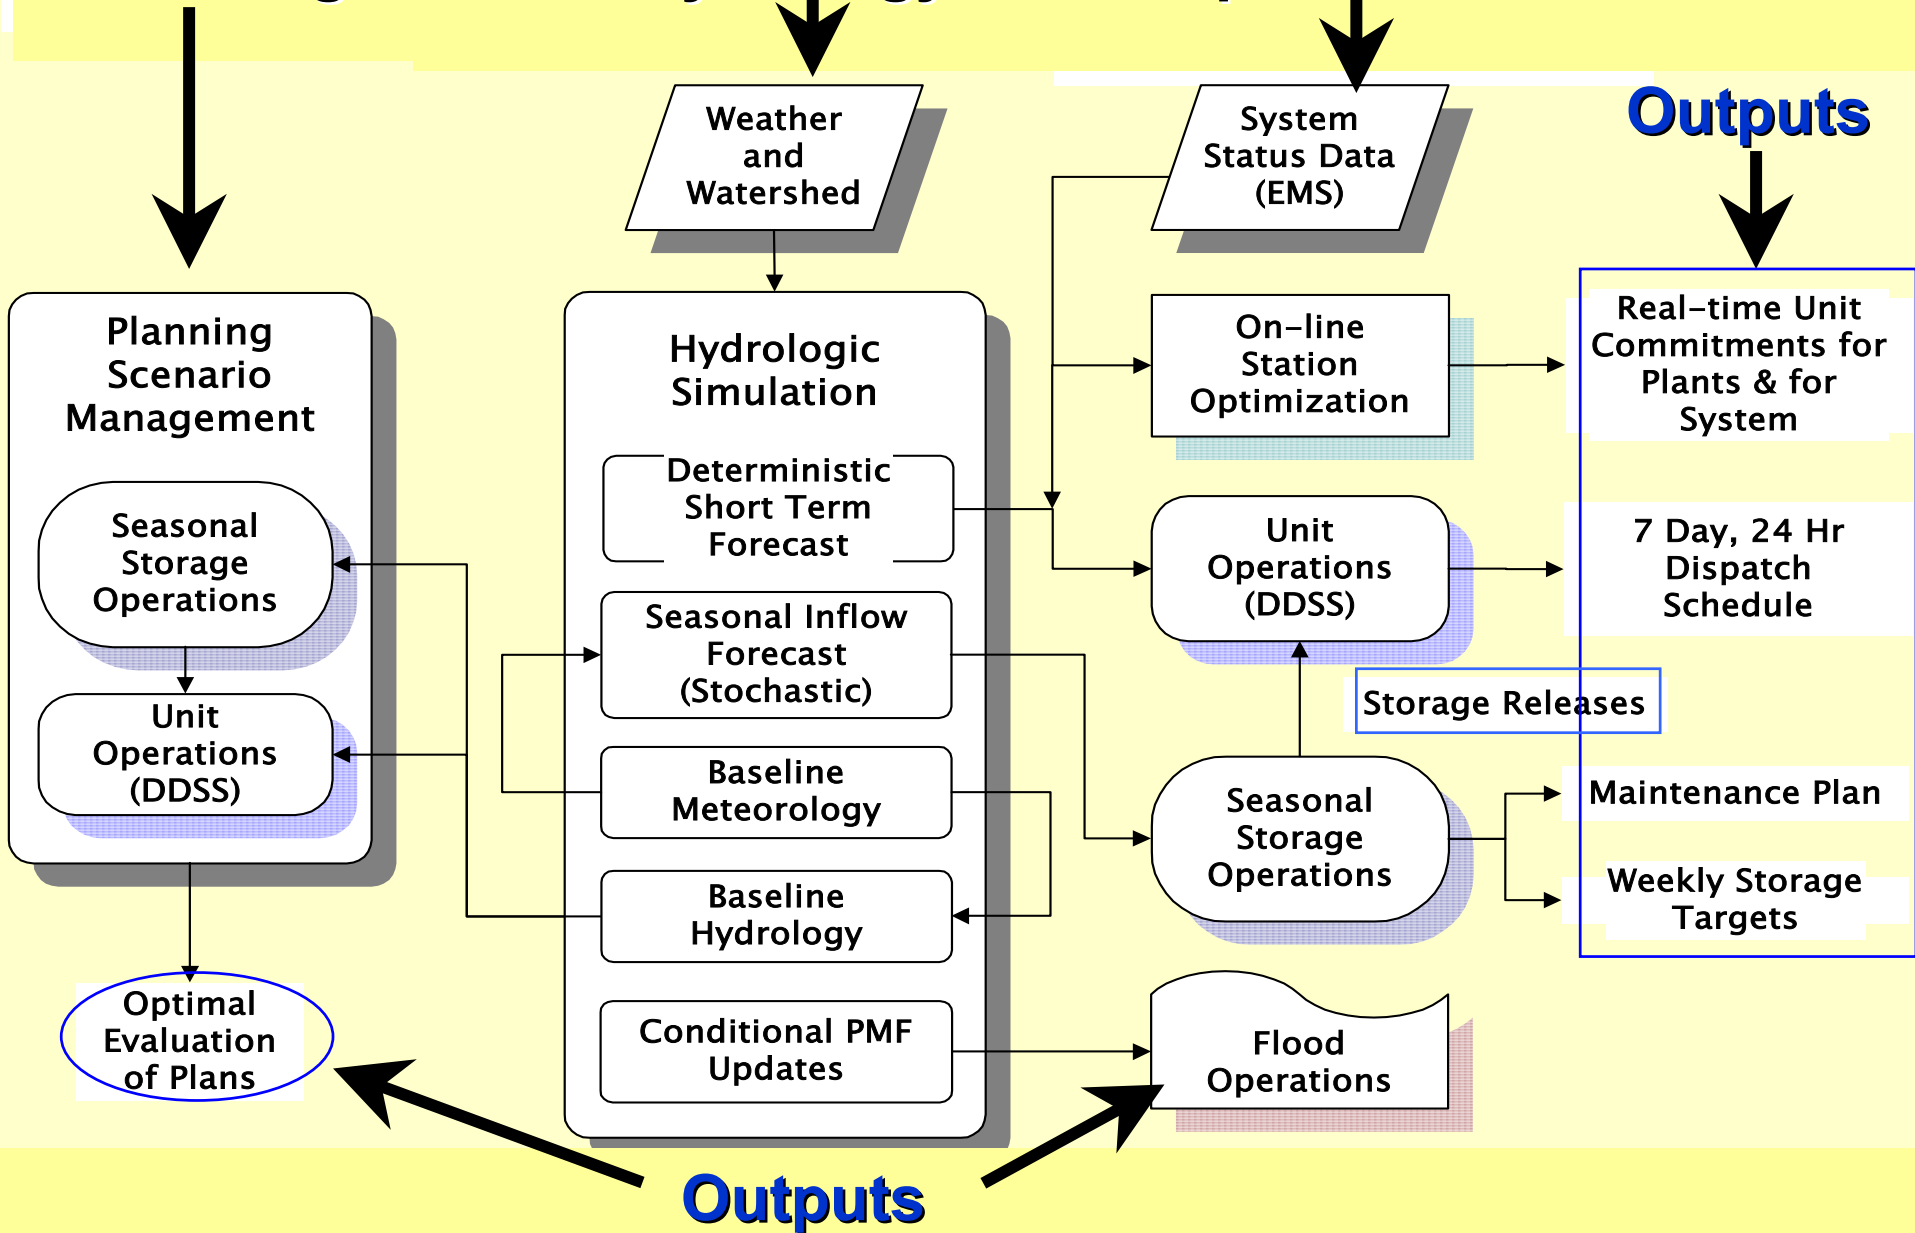 Weather
and
Watershed
System
Status Data
(EMS)
Outputs
Planning
Scenario
Management
Seasonal
Storage
Operations
Unit
Operations
(DDSS)
Optimal
Evaluation
of Plans
Hydrologic
Simulation
Deterministic
Short Term
Forecast
Seasonal Inflow
Forecast
(Stochastic)
Baseline
Meteorology
Baseline
Hydrology
Conditional PMF
Updates
On-line
Station
Optimization
Unit
Operations
(DDSS)
Storage Releases
Seasonal
Storage
Operations
Flood
Operations
Real-time Unit
Commitments for
Plants & for
System
7 Day, 24 Hr
Dispatch
Schedule
Maintenance Plan
Weekly Storage
Targets
Outputs